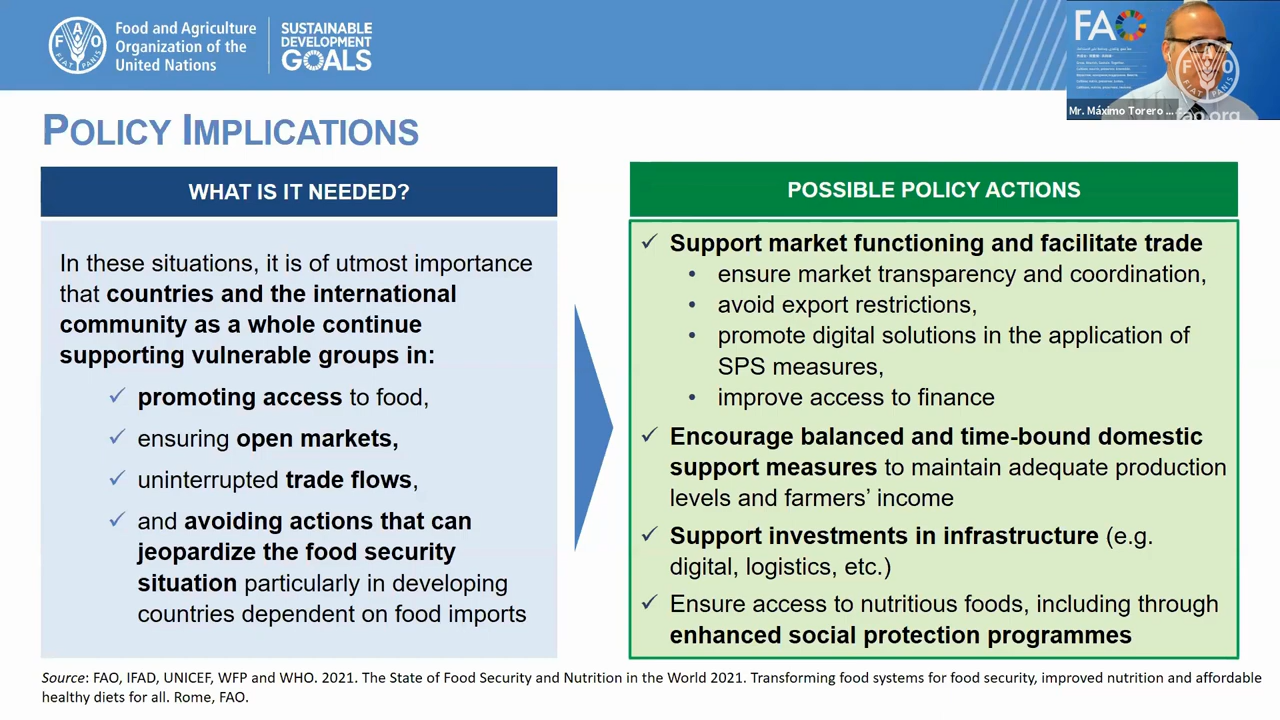 Food and Agriculture
Organization of the
United Nations
SUSTAINABLE
DEVELOPMENT
GOALS
F A O
FIAT PANIS
FAO
Mr. Máximo Torero ...
F A O
FIAT PANIS
fao.org
POLICY IMPLICATIONS
WHAT IS IT NEEDED?
In these situations, it is of utmost importance
that countries and the international
community as a whole continue
supporting vulnerable groups in:
✓ promoting access to food,
✓ ensuring open markets,
✓ uninterrupted trade flows,
✓ and avoiding actions that can
jeopardize the food security
situation particularly in developing
countries dependent on food imports
POSSIBLE POLICY ACTIONS
✓ Support market functioning and facilitate trade
• ensure market transparency and coordination,
• avoid export restrictions,
• promote digital solutions in the application of
SPS measures,
• improve access to finance
✓ Encourage balanced and time-bound domestic
support measures to maintain adequate production
levels and farmers’ income
✓ Support investments in infrastructure (e.g.
digital, logistics, etc.)
✓ Ensure access to nutritious foods, including through
enhanced social protection programmes
Source: FAO, IFAD, UNICEF, WFP and WHO. 2021. The State of Food Security and Nutrition in the World 2021. Transforming food systems for food security, improved nutrition and affordable
healthy diets for all. Rome, FAO.